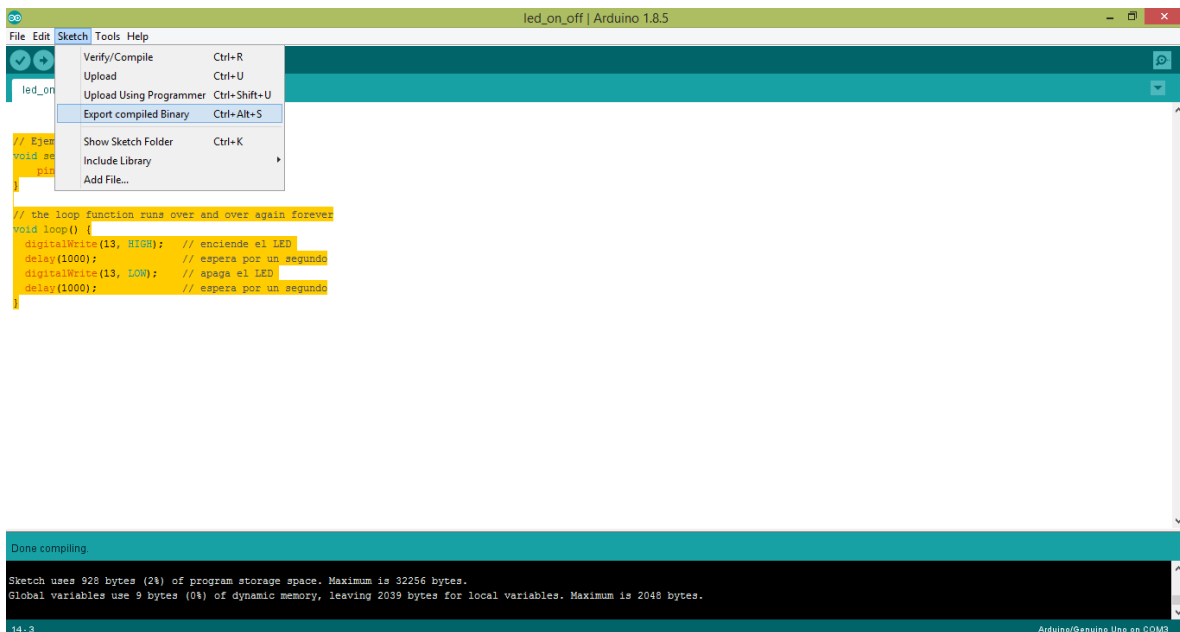 led_on_off | Arduino 1.8.5
File Edit Sketch Tools Help
Verify/Compile Ctrl+R
Upload Ctrl+U
led_on
Upload Using Programmer Ctrl+Shift+U
Export compiled Binary Ctrl+Alt+S
Show Sketch Folder Ctrl+K
Include Library
Add File...
// Ejem
void se
pin
}
// the loop function runs over and over again forever
void loop() {
digitalWrite(13, HIGH); // enciende el LED
delay(1000); // espera por un segundo
digitalWrite(13, LOW); // apaga el LED
delay(1000); // espera por un segundo
}
Done compiling.
Sketch uses 928 bytes (2%) of program storage space. Maximum is 32256 bytes.
Global variables use 9 bytes (0%) of dynamic memory, leaving 2039 bytes for local variables. Maximum is 2048 bytes.
14 - 3 Arduino/Genuino Uno on COM3